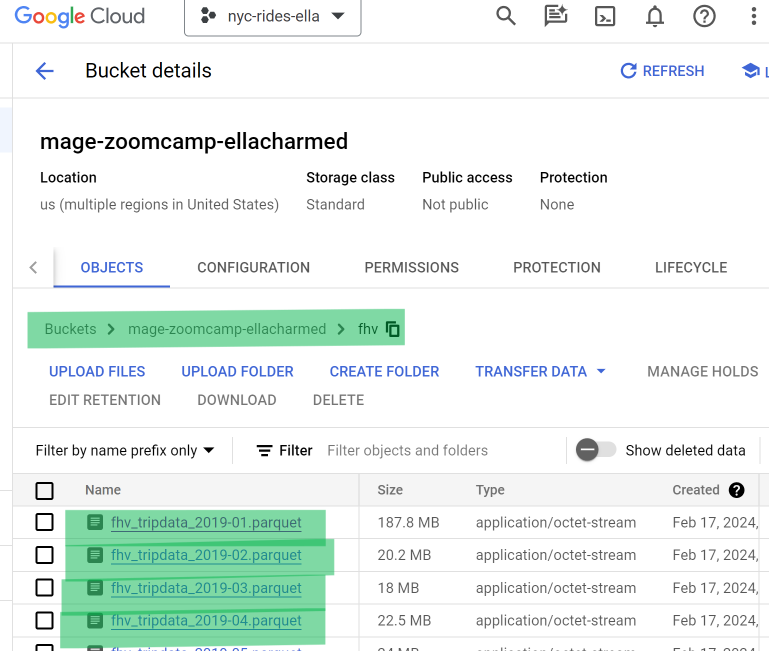 Google Cloud nyc-rides-ella
Bucket details REFRESH L
mage-zoomcamp-ellacharmed
Location Storage class Public access Protection
us (multiple regions in United States) Standard Not public None
OBJECTS CONFIGURATION PERMISSIONS PROTECTION LIFECYCLE
Buckets > mage-zoomcamp-ellacharmed > fhv
UPLOAD FILES UPLOAD FOLDER CREATE FOLDER TRANSFER DATA MANAGE HOLDS
EDIT RETENTION DOWNLOAD DELETE
Filter by name prefix only Filter Filter objects and folders Show deleted data
Name Size Type Created
fhv_tripdata_2019-01.parquet 187.8 MB application/octet-stream Feb 17, 2024,
fhv_tripdata_2019-02.parquet 20.2 MB application/octet-stream Feb 17, 2024,
fhv_tripdata_2019-03.parquet 18 MB application/octet-stream Feb 17, 2024,
fhv_tripdata_2019-04.parquet 22.5 MB application/octet-stream Feb 17, 2024,